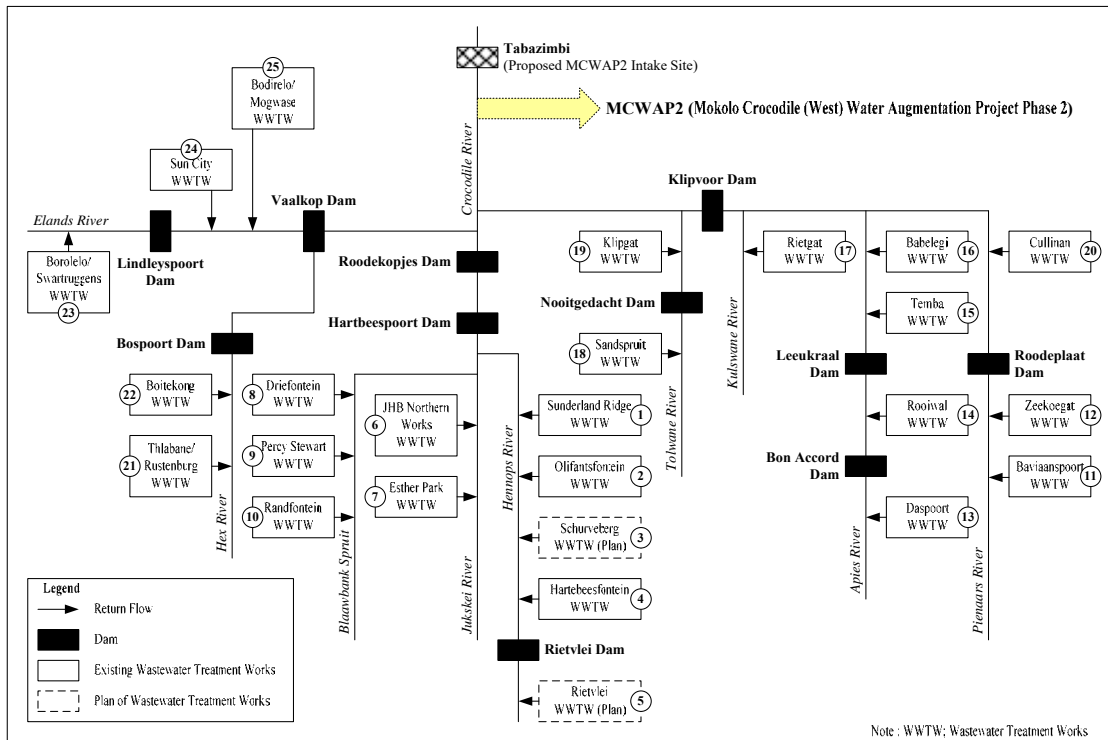 Tabazimbi
(Proposed MCWAP2 Intake Site)
MCWAP2 (Mokolo Crocodile (West) Water Augmentation Project Phase 2)
Crocodile River
25
Bodirelo/
Mogwase
WWTW
24
Sun City
WWTW
Vaalkop Dam
Klipvoor Dam
Elands River
Borolelo/
Swartruggens
WWTW
23
Lindleyspoort
Dam
Roodekopjes Dam
19
Klipgat
WWTW
Rietgat
WWTW
17
Babelegi
WWTW
16
Cullinan
WWTW
20
Nooitgedacht Dam
Kulswane River
Temba
WWTW
15
Hartbeespoort Dam
Bospoort Dam
18
Sandspruit
WWTW
Tolwane River
Leeukraal
Dam
Roodeplaat
Dam
22
Boitekong
WWTW
8
Driefontein
WWTW
6
JHB Northern
Works
WWTW
Sunderland Ridge
WWTW
1
Rooiwal
WWTW
14
Zeekoegat
WWTW
12
21
Thlabane/
Rustenburg
WWTW
9
Percy Stewart
WWTW
Hennops River
Olifantsfontein
WWTW
2
Bon Accord
Dam
Baviaanspoort
WWTW
11
7
Esther Park
WWTW
10
Randfontein
WWTW
Hex River
Schurveberg
WWTW (Plan)
3
Daspoort
WWTW
13
Blaawbank Spruit
Jukskei River
Hartebeesfontein
WWTW
4
Apies River
Pienaars River
Rietvlei Dam
Rietvlei
WWTW (Plan)
5
Legend
Return Flow
Dam
Existing Wastewater Treatment Works
Plan of Wastewater Treatment Works
Note : WWTW; Wastewater Treatment Works